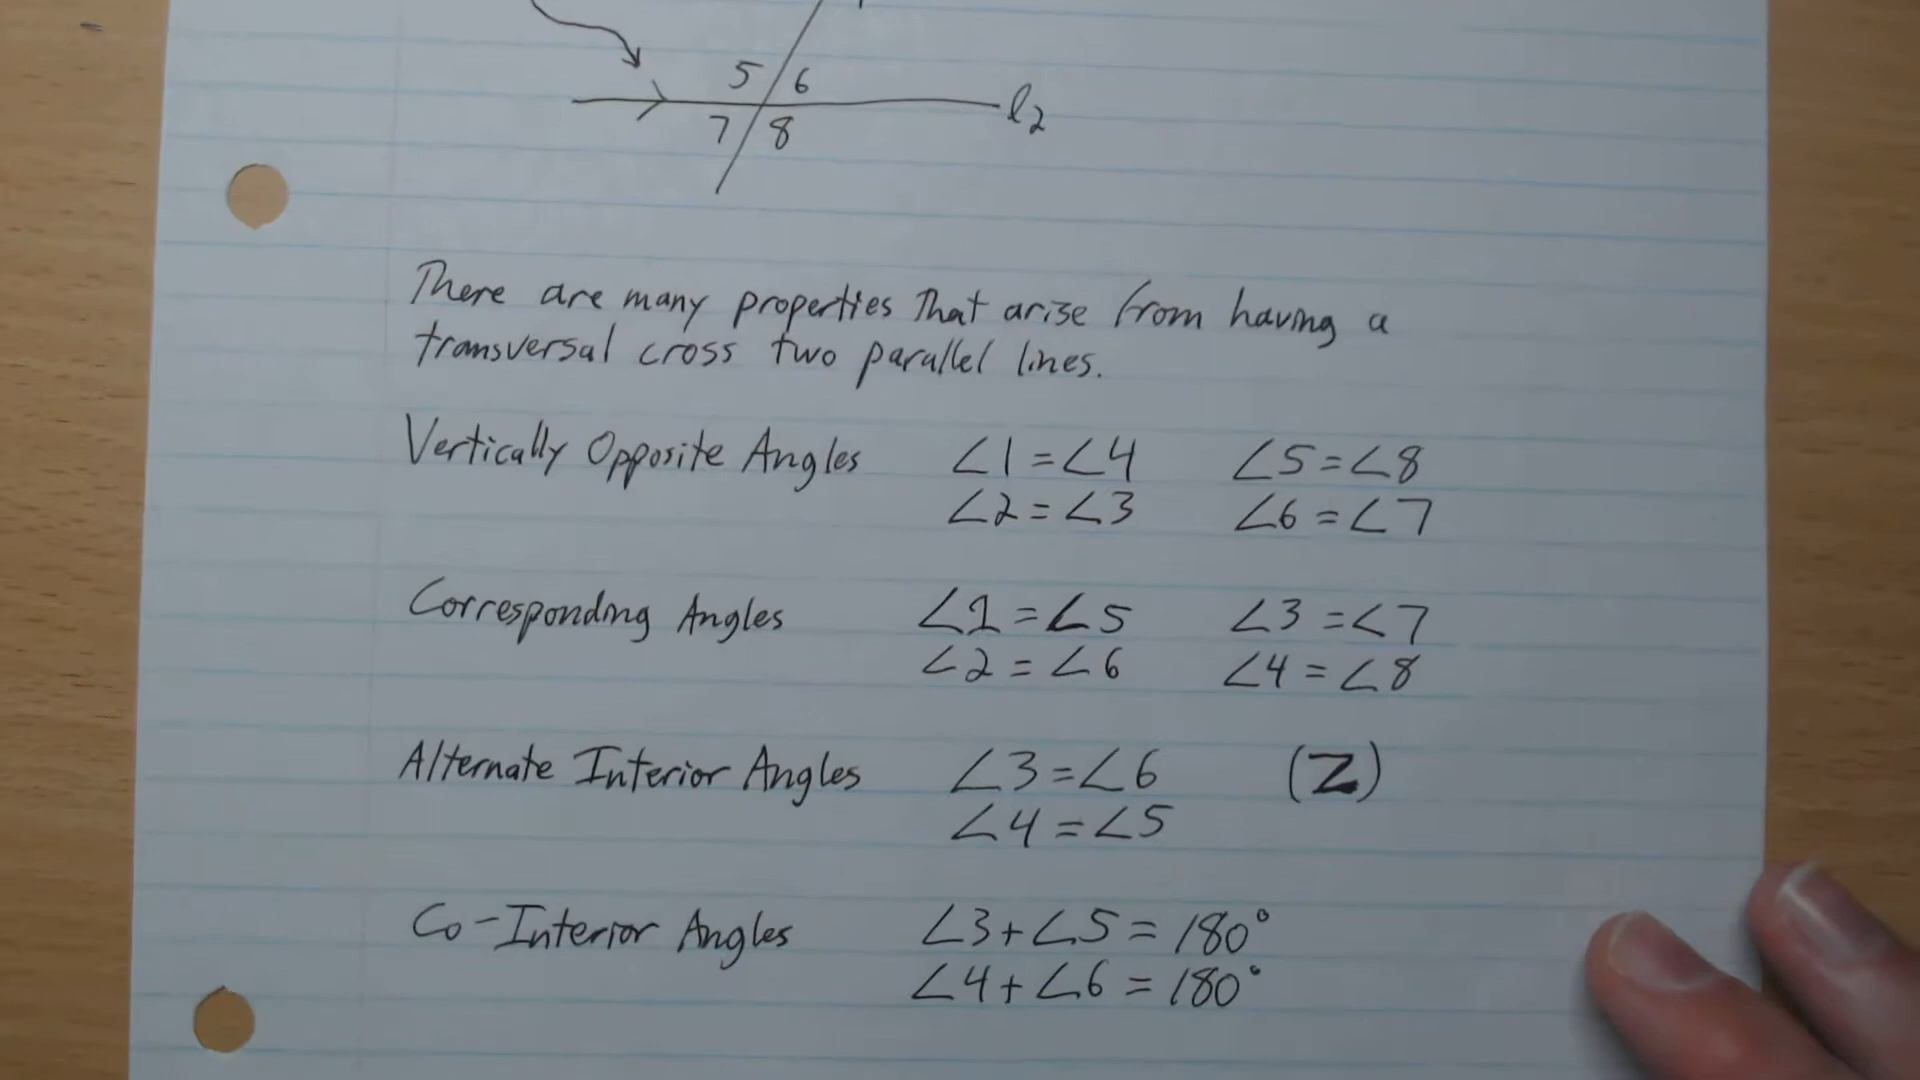 5 6
l2
7 8
There are many properties that arise from having a
transversal cross two parallel lines.
Vertically Opposite Angles ∠1=∠4 ∠5=∠8
∠2=∠3 ∠6=∠7
Corresponding Angles ∠1=∠5 ∠3=∠7
∠2=∠6 ∠4=∠8
Alternate Interior Angles ∠3=∠6 (Z)
∠4=∠5
Co-Interior Angles ∠3+∠5=180°
∠4+∠6=180°